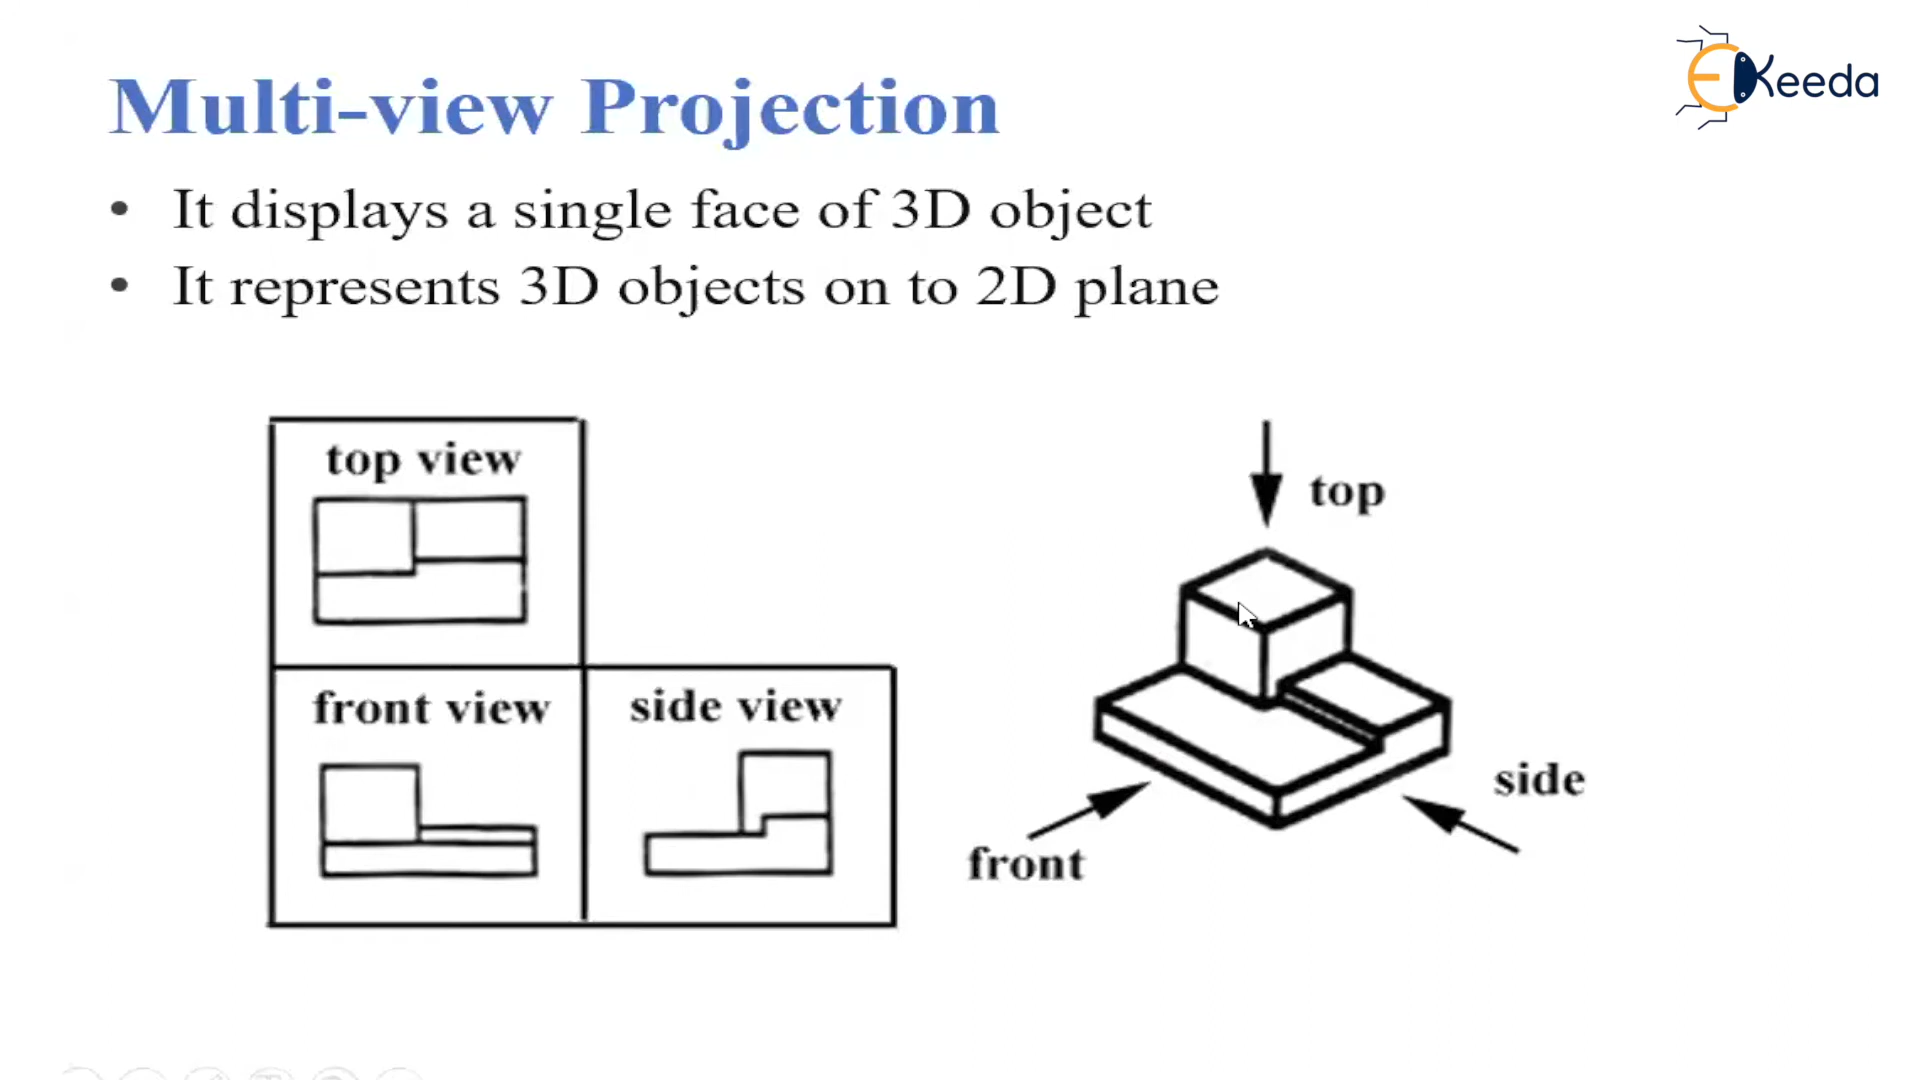 EKeeda
Multi-view Projection
• It displays a single face of 3D object
• It represents 3D objects on to 2D plane
top view
front view
side view
top
side
front